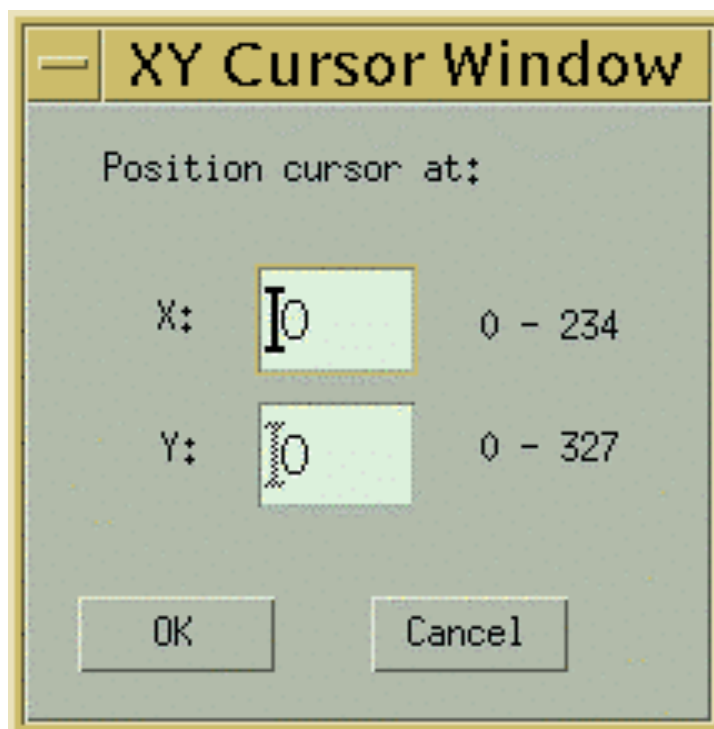 XY Cursor Window
Position cursor at:
X: 0 0 - 234
Y: 0 0 - 327
OK Cancel